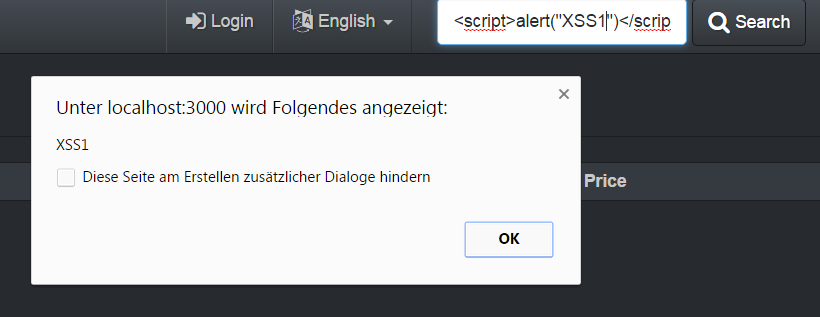 Login
English
<script>alert("XSS1")</scrip
Search
Unter localhost:3000 wird Folgendes angezeigt:
XSS1
Diese Seite am Erstellen zusätzlicher Dialoge hindern
Price
OK